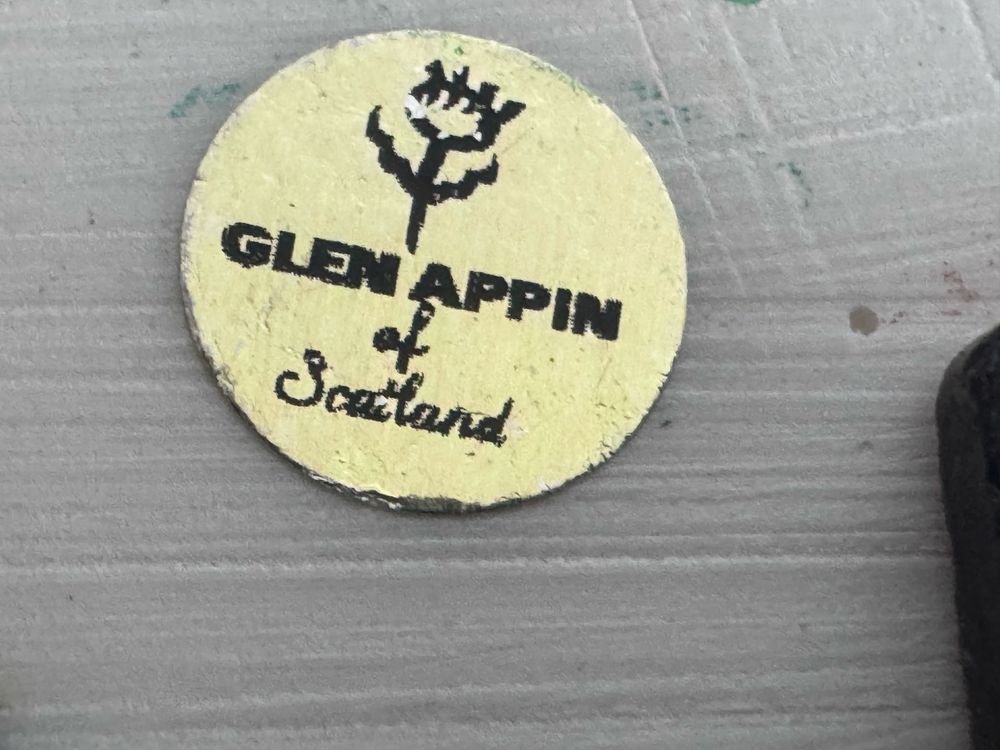 GLEN APPIN
of
Scotland